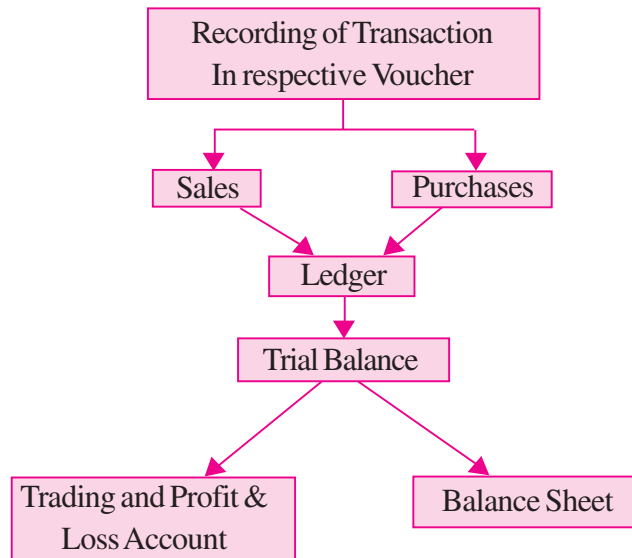 Recording of Transaction
In respective Voucher
Sales
Purchases
Ledger
Trial Balance
Trading and Profit &
Loss Account
Balance Sheet